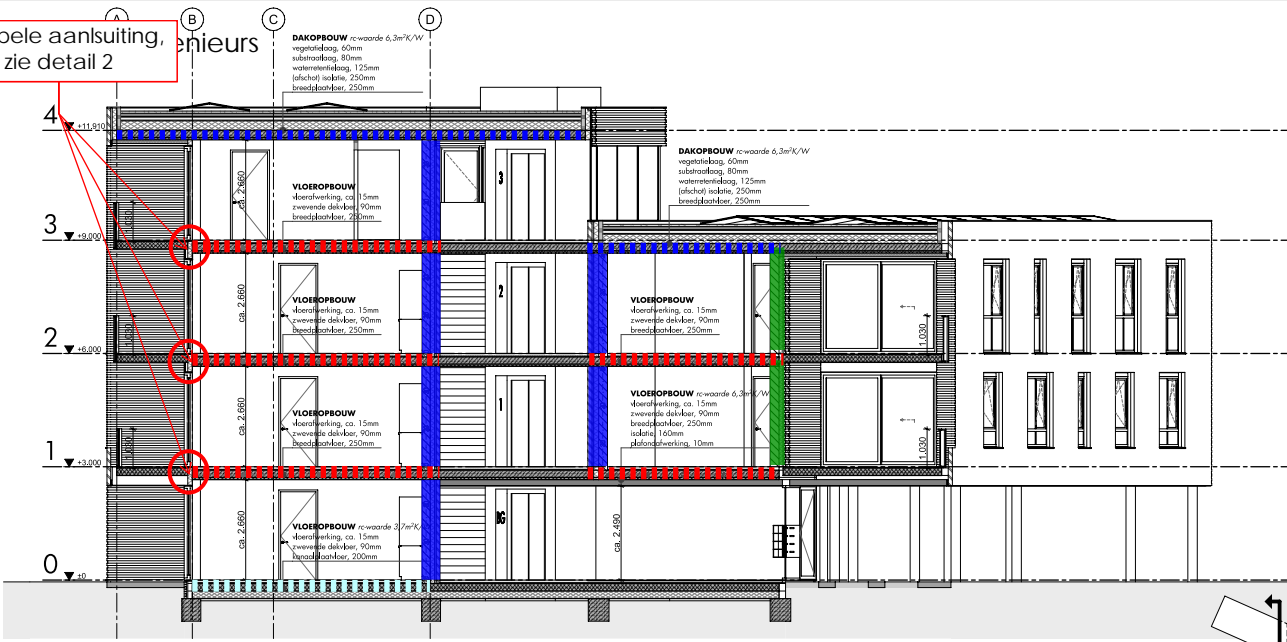 A
B
C
D
pele aanlsuiting,
zie detail 2
enieurs
DAKOPBOUW rc-waarde 6,3m²K/W
vegetatielaag, 60mm
substraatlaag, 80mm
waterretentielaag, 125mm
(afschot) isolatie, 250mm
breedplaatvloer, 250mm
4
+11.910
DAKOPBOUW rc-waarde 6,3m²K/W
vegetatielaag, 60mm
substraatlaag, 80mm
waterretentielaag, 125mm
(afschot) isolatie, 250mm
breedplaatvloer, 250mm
ca. 2.660
VLOEROPBOUW
vloerafwerking, ca. 15mm
zwevende dekvloer, 90mm
breedplaatvloer, 250mm
3
1.030
3
+9.000
ca. 2.660
VLOEROPBOUW
vloerafwerking, ca. 15mm
zwevende dekvloer, 90mm
breedplaatvloer, 250mm
2
VLOEROPBOUW
vloerafwerking, ca. 15mm
zwevende dekvloer, 90mm
breedplaatvloer, 250mm
1.030
1.030
2
+6.000
ca. 2.660
VLOEROPBOUW
vloerafwerking, ca. 15mm
zwevende dekvloer, 90mm
breedplaatvloer, 250mm
1
VLOEROPBOUW rc-waarde 6,3m²K/W
vloerafwerking, ca. 15mm
zwevende dekvloer, 90mm
breedplaatvloer, 250mm
isolatie, 160mm
plafondafwerking, 10mm
1.030
1.030
1
+3.000
ca. 2.660
VLOEROPBOUW rc-waarde 3,7m²K/W
vloerafwerking, ca. 15mm
zwevende dekvloer, 90mm
kanaalplaatvloer, 200mm
BG
ca. 2.490
0
±0